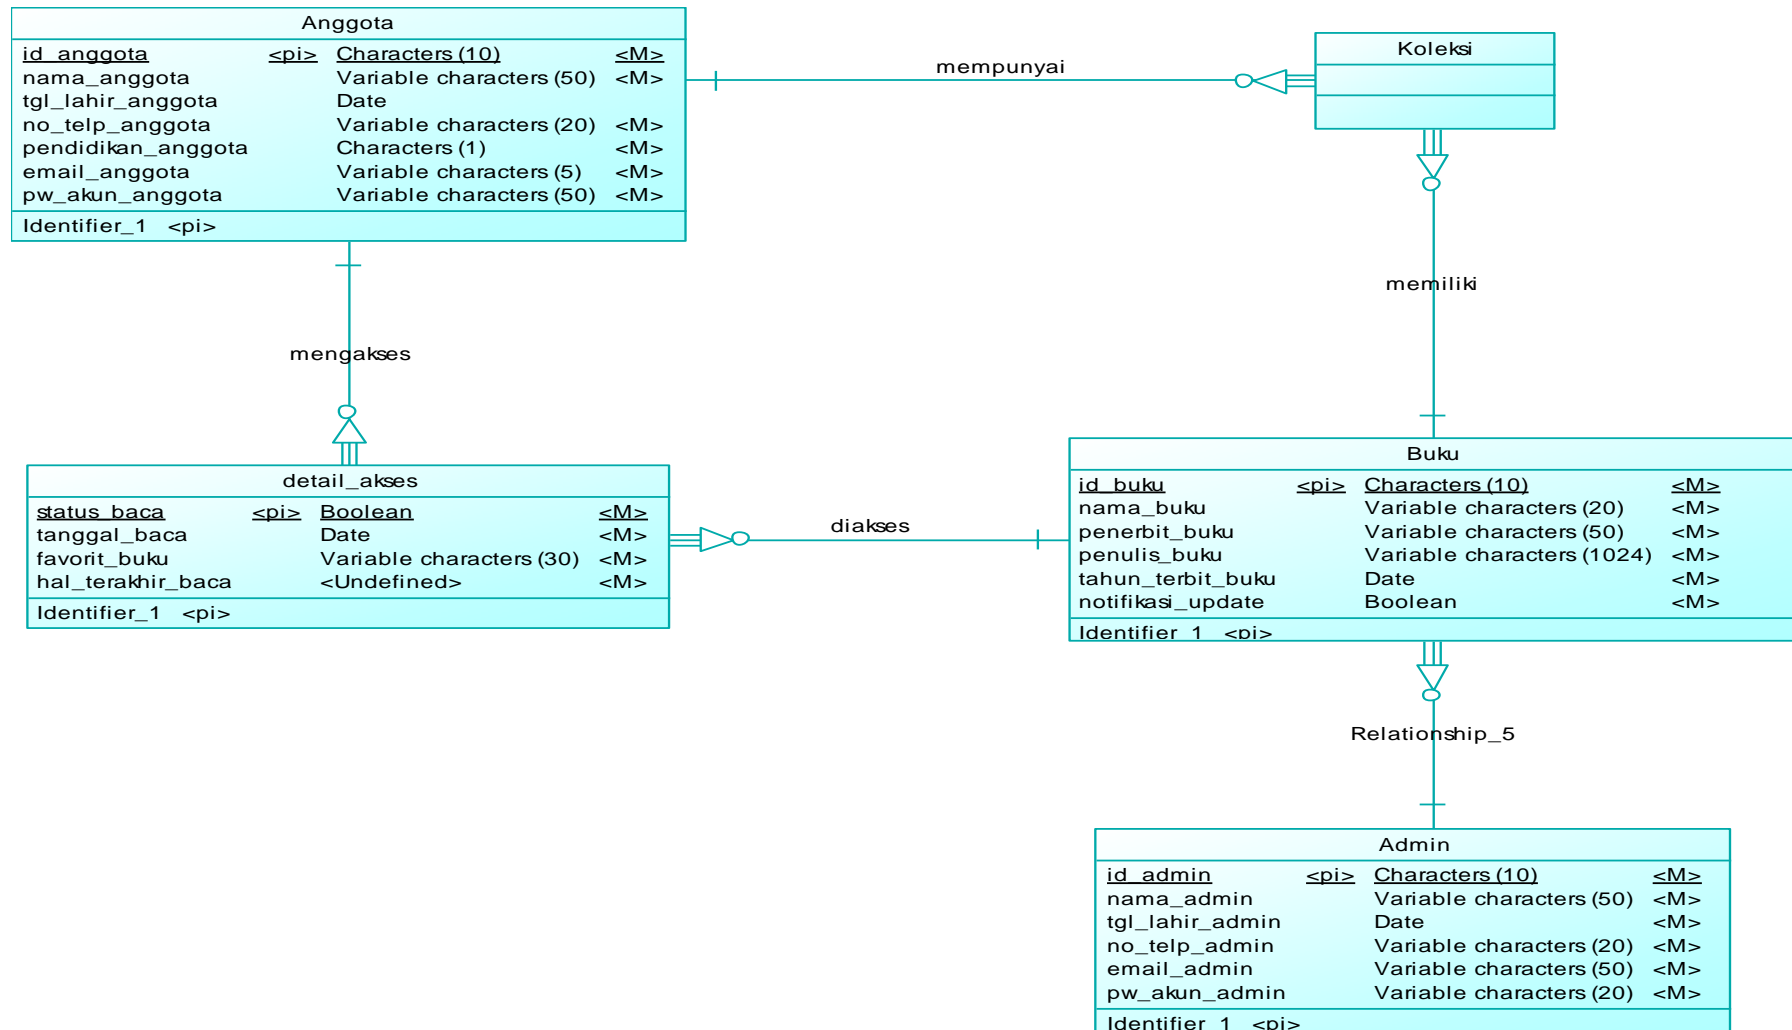 Anggota
id_anggota <pi> Characters (10) <M>
nama_anggota Variable characters (50) <M>
tgl_lahir_anggota Date
no_telp_anggota Variable characters (20) <M>
pendidikan_anggota Characters (1) <M>
email_anggota Variable characters (5) <M>
pw_akun_anggota Variable characters (50) <M>
Identifier_1 <pi>
mempunyai
Koleksi
memiliki
mengakses
detail_akses
status_baca <pi> Boolean <M>
tanggal_baca Date <M>
favorit_buku Variable characters (30) <M>
hal_terakhir_baca <Undefined> <M>
Identifier_1 <pi>
diakses
Buku
id_buku <pi> Characters (10) <M>
nama_buku Variable characters (20) <M>
penerbit_buku Variable characters (50) <M>
penulis_buku Variable characters (1024) <M>
tahun_terbit_buku Date <M>
notifikasi_update Boolean <M>
Identifier_1 <pi>
Relationship_5
Admin
id_admin <pi> Characters (10) <M>
nama_admin Variable characters (50) <M>
tgl_lahir_admin Date <M>
no_telp_admin Variable characters (20) <M>
email_admin Variable characters (50) <M>
pw_akun_admin Variable characters (20) <M>
Identifier_1 <pi>